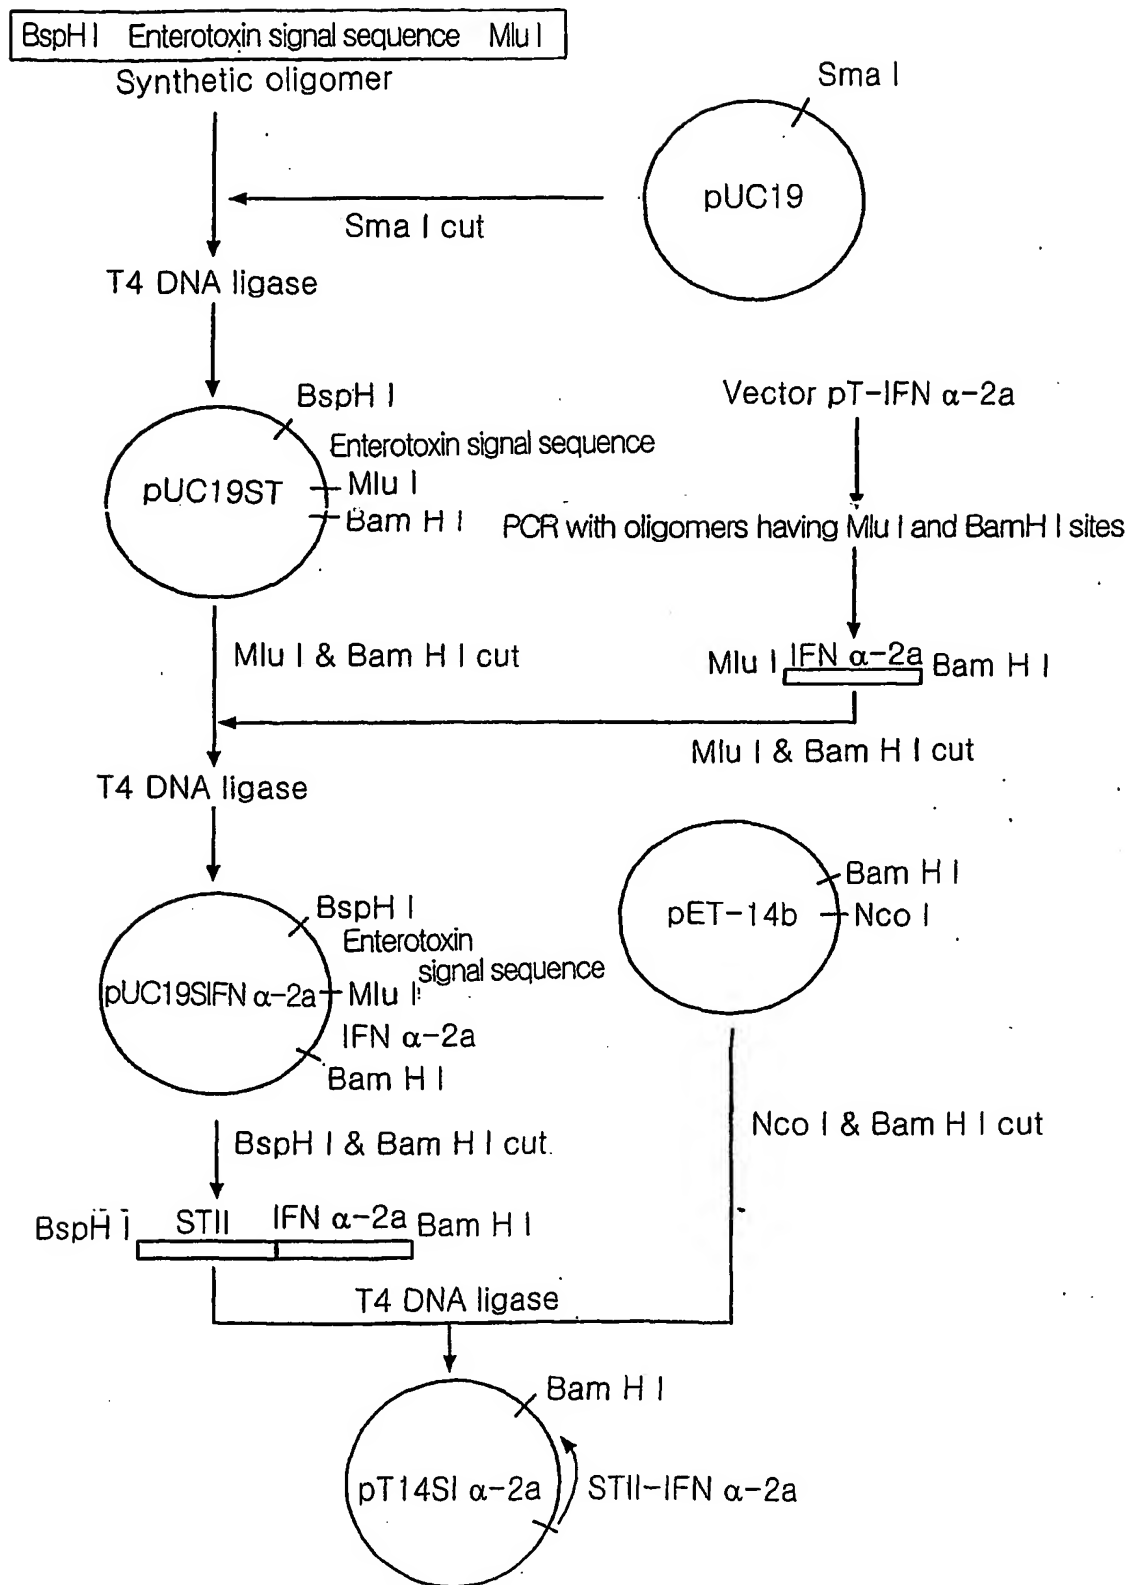 BspH I Enterotoxin signal sequence Mlu I
Synthetic oligomer
Sma I
pUC19
Sma I cut
T4 DNA ligase
BspH I
Enterotoxin signal sequence
pUC19ST
Mlu I
Bam H I
Vector pT-IFN α-2a
PCR with oligomers having Mlu I and BamH I sites
Mlu I & Bam H I cut
Mlu I IFN α-2a Bam H I
Mlu I & Bam H I cut
T4 DNA ligase
BspH I
Enterotoxin
signal sequence
pUC19SIFN α-2a
Mlu I
IFN α-2a
Bam H I
Bam H I
pET-14b
Nco I
BspH I & Bam H I cut
Nco I & Bam H I cut
BspH I STII IFN α-2a Bam H I
T4 DNA ligase
Bam H I
pT14SI α-2a
STII-IFN α-2a